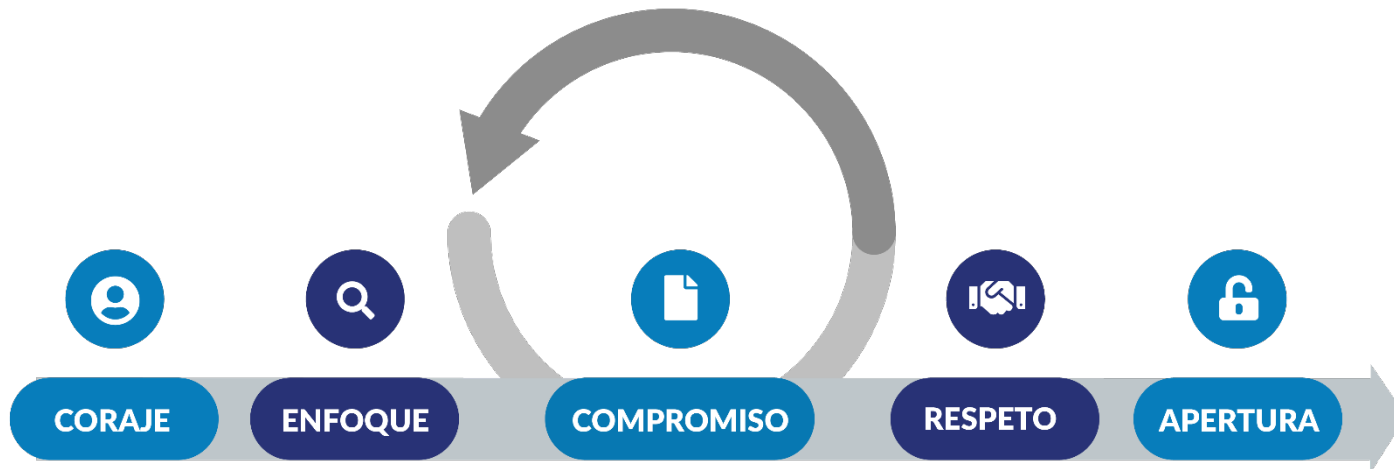 CORAJE
ENFOQUE
COMPROMISO
RESPETO
APERTURA